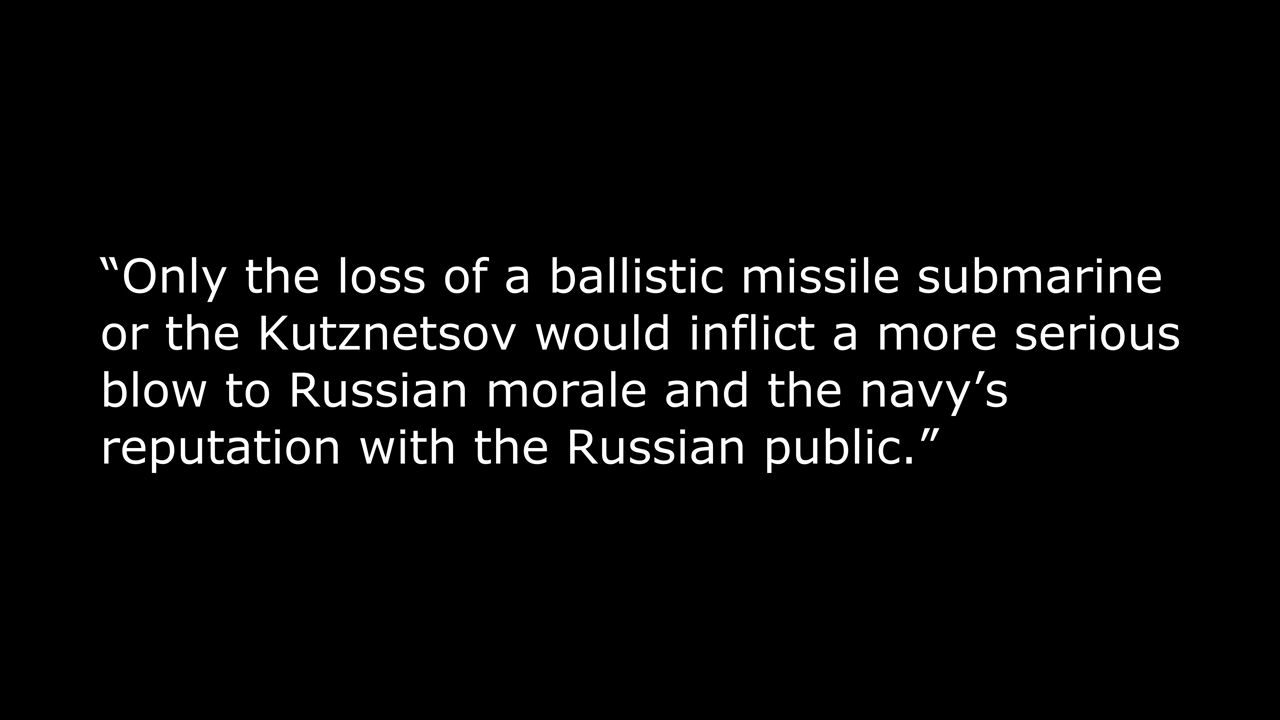 “Only the loss of a ballistic missile submarine
or the Kutznetsov would inflict a more serious
blow to Russian morale and the navy’s
reputation with the Russian public.”